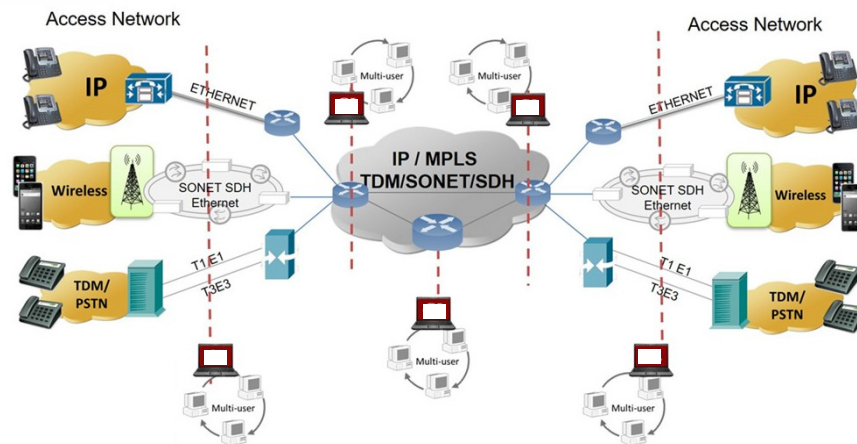 Access Network
Access Network
Multi-user
Multi-user
IP
ETHERNET
ETHERNET
IP
IP / MPLS
TDM/SONET/SDH
Wireless
SONET SDH
Ethernet
SONET SDH
Ethernet
Wireless
T1 E1
T3E3
TDM/
PSTN
T1 E1
T3E3
TDM/
PSTN
Multi-user
Multi-user
Multi-user